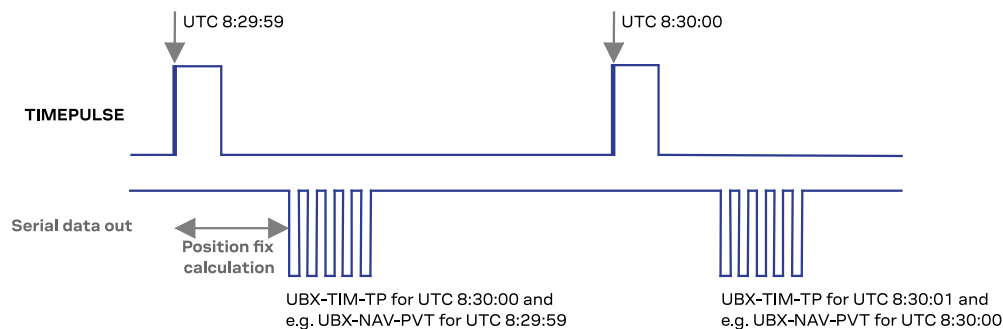 UTC 8:29:59
UTC 8:30:00
TIMEPULSE
Serial data out
Position fix
calculation
UBX-TIM-TP for UTC 8:30:00 and
e.g. UBX-NAV-PVT for UTC 8:29:59
UBX-TIM-TP for UTC 8:30:01 and
e.g. UBX-NAV-PVT for UTC 8:30:00